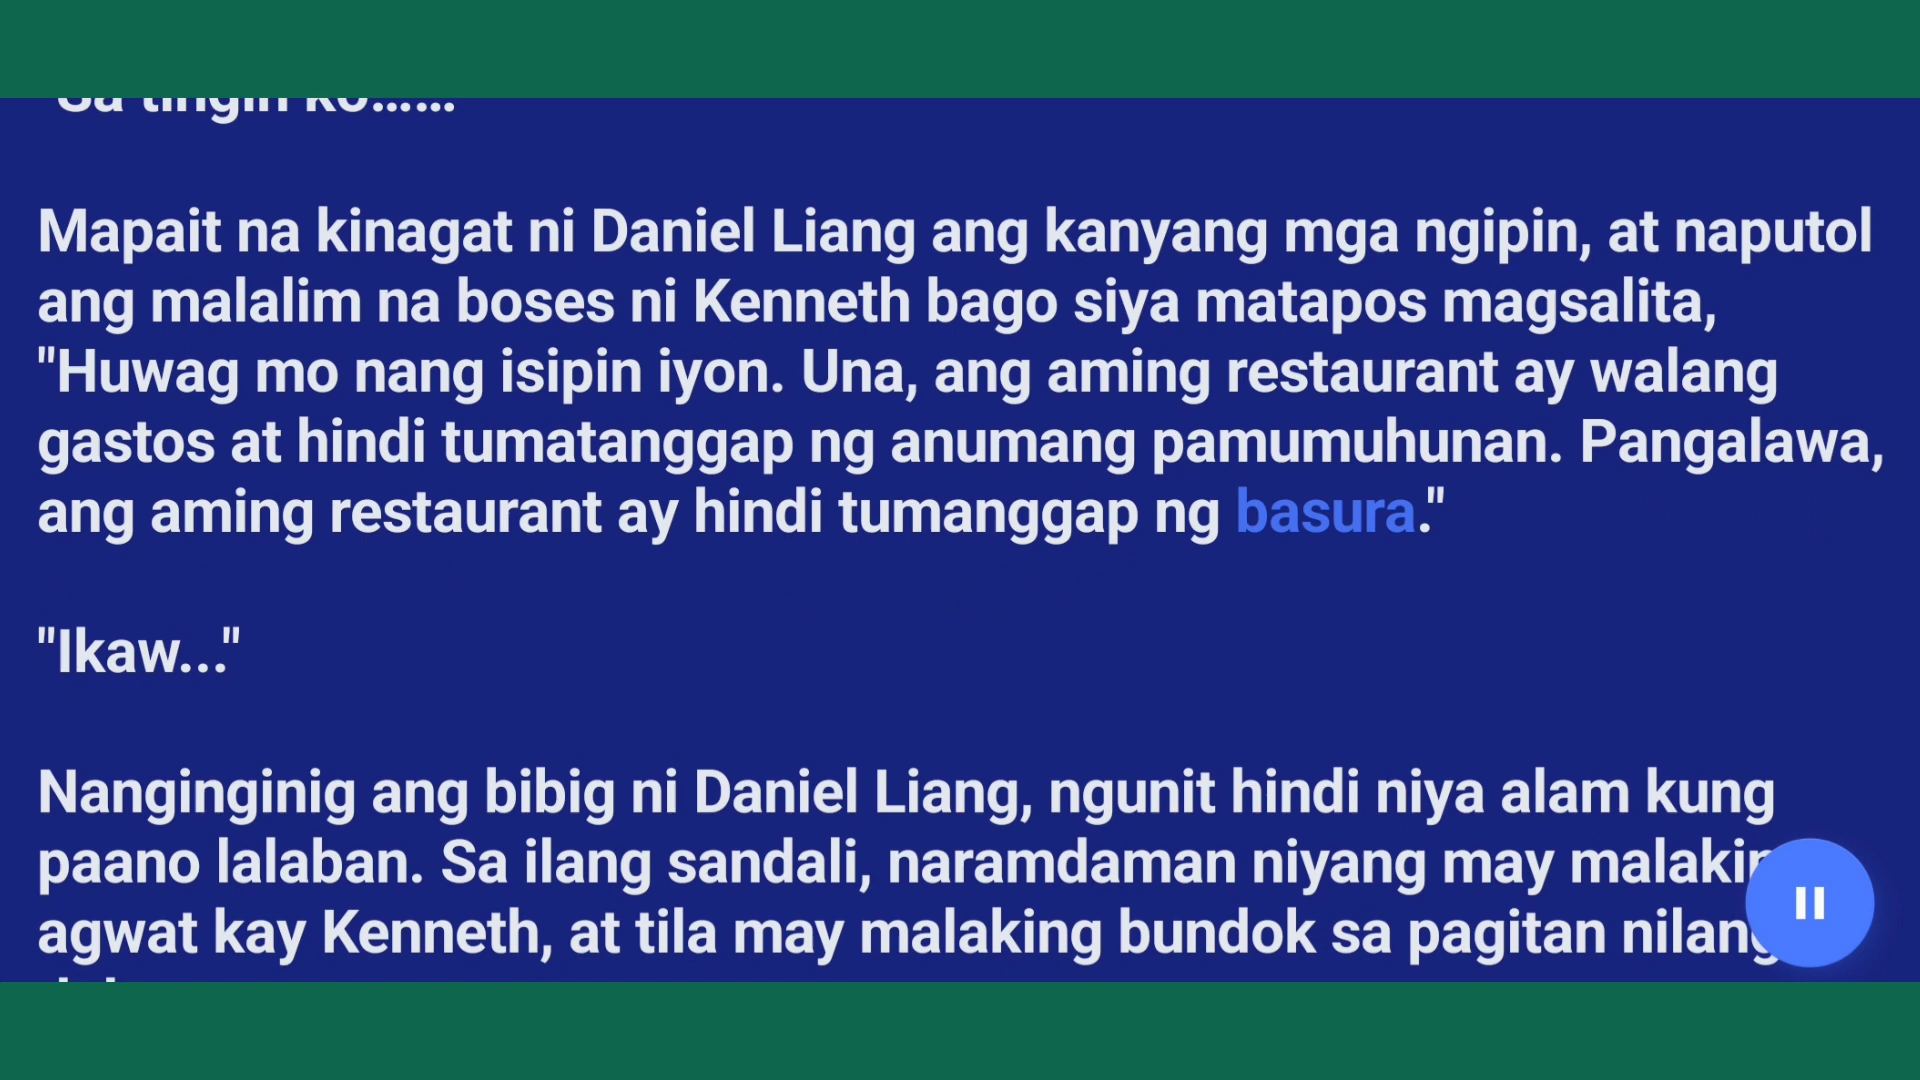 Sa tingin ko......
Mapait na kinagat ni Daniel Liang ang kanyang mga ngipin, at naputol
ang malalim na boses ni Kenneth bago siya matapos magsalita,
"Huwag mo nang isipin iyon. Una, ang aming restaurant ay walang
gastos at hindi tumatanggap ng anumang pamumuhunan. Pangalawa,
ang aming restaurant ay hindi tumanggap ng basura."
"Ikaw..."
Nanginginig ang bibig ni Daniel Liang, ngunit hindi niya alam kung
paano lalaban. Sa ilang sandali, naramdaman niyang may
agwat kay Kenneth, at tila may malaking bundok sa pagitan nilang